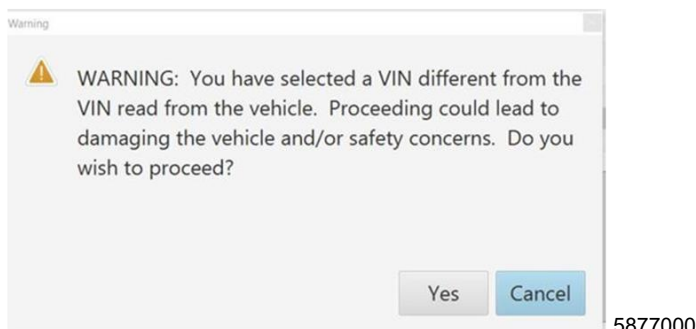 Warning
WARNING: You have selected a VIN different from the
VIN read from the vehicle. Proceeding could lead to
damaging the vehicle and/or safety concerns. Do you
wish to proceed?
Yes Cancel
5877000